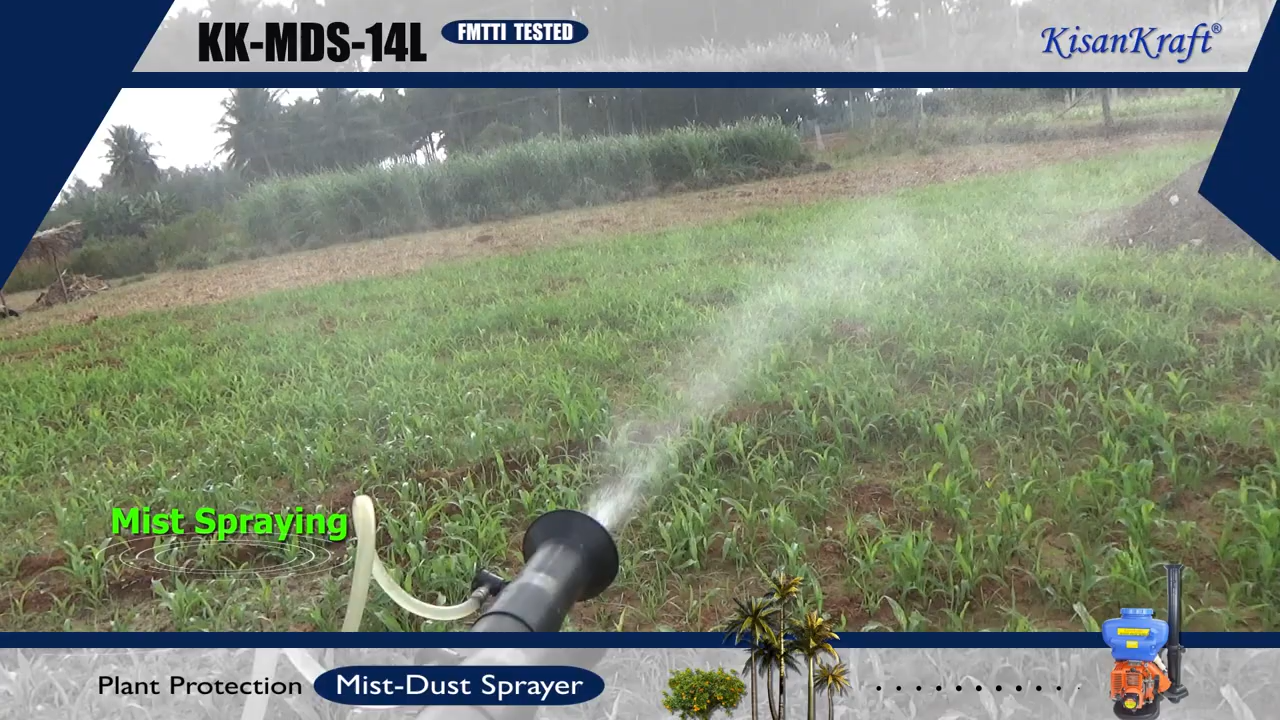 KK-MDS-14L
FMTTI TESTED
KisanKraft®
Mist Spraying
Plant Protection
Mist-Dust Sprayer